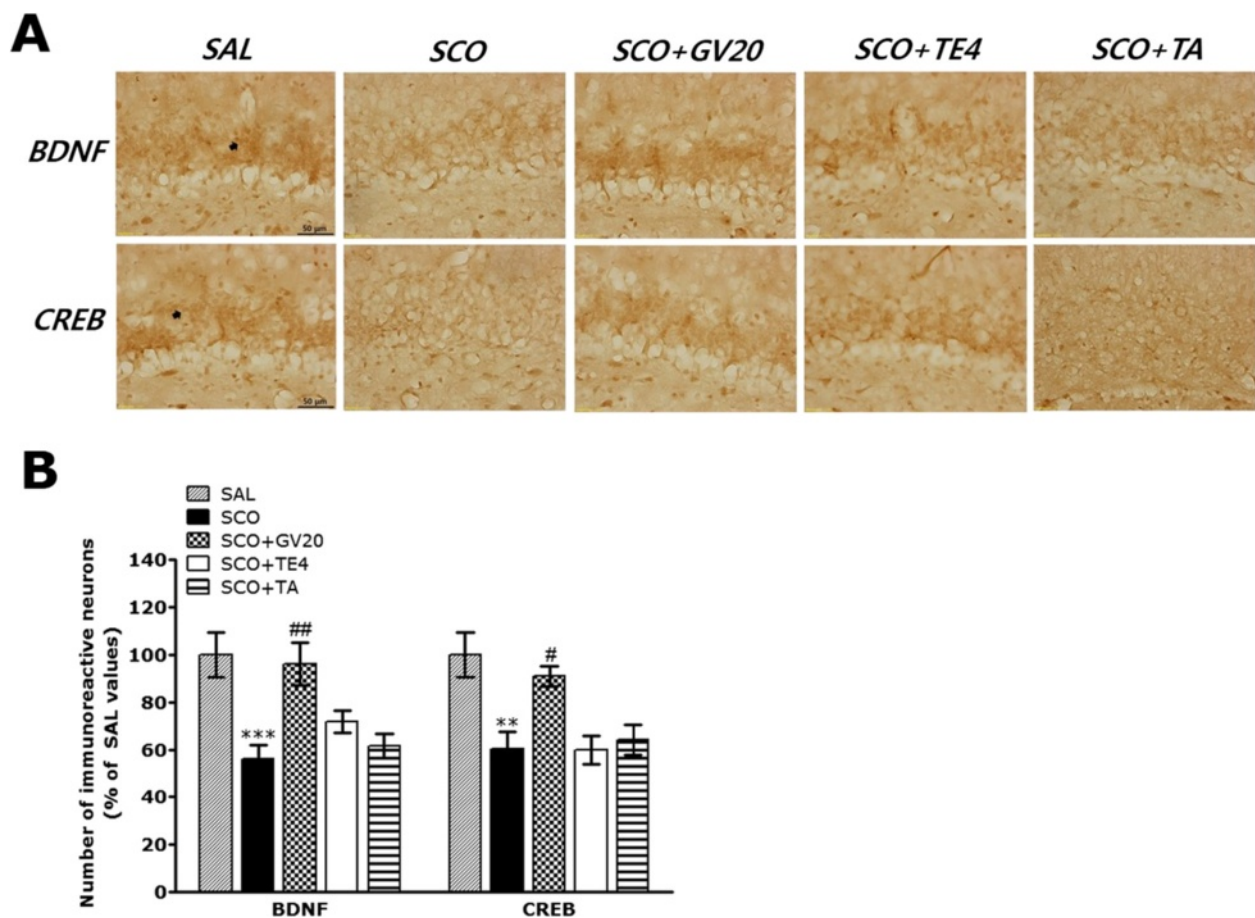 A
SAL SCO SCO+GV20 SCO+TE4 SCO+TA
BDNF
50 µm
CREB
50 µm
B
SAL
SCO
SCO+GV20
SCO+TE4
SCO+TA
Number of immunoreactive neurons
(% of SAL values)
140
120
100
80
60
40
20
0
***
##
**
#
BDNF CREB